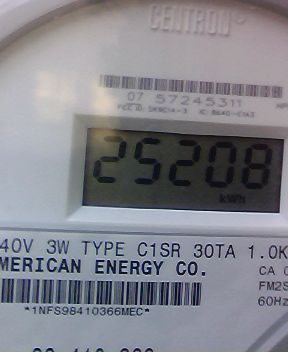 CENTRON®
07 57245311
25208
kWh
40V 3W TYPE C1SR 30TA 1.0K
MERICAN ENERGY CO.
CA 0
FM2S
60Hz
*1NFS98410366MEC*